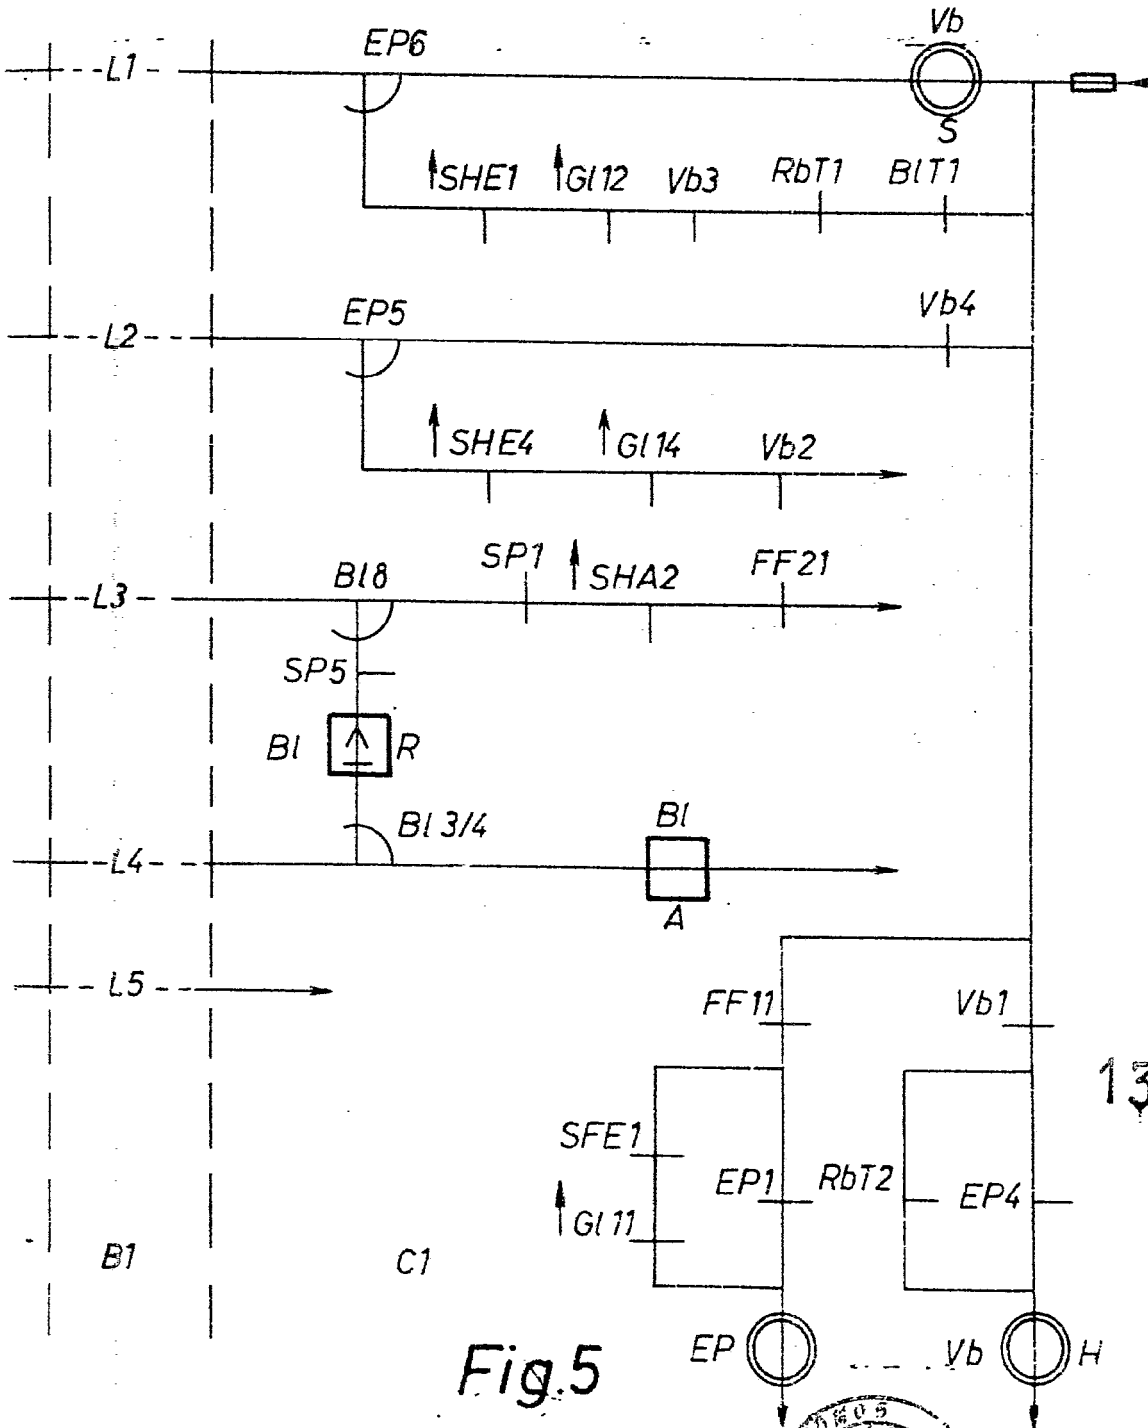 Vb
EP6
L1
S
SHE1 Gl12 Vb3 RbT1 BlT1
EP5
Vb4
L2
SHE4 Gl14 Vb2
SP1
SHA2
FF21
Bl8
L3
SP5
Bl R
Bl 3/4
Bl
L4
A
L5
FF11
Vb1
13
SFE1
EP1
RbT2
EP4
Gl11
B1
C1
EP
Vb H
Fig.5